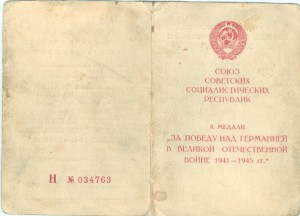 Н № 034763
СОЮЗ
СОВЕТСКИХ
СОЦИАЛИСТИЧЕСКИХ
РЕСПУБЛИК
К МЕДАЛИ
„ЗА ПОБЕДУ НАД ГЕРМАНИЕЙ
В ВЕЛИКОЙ ОТЕЧЕСТВЕННОЙ
ВОЙНЕ 1941—1945 гг."